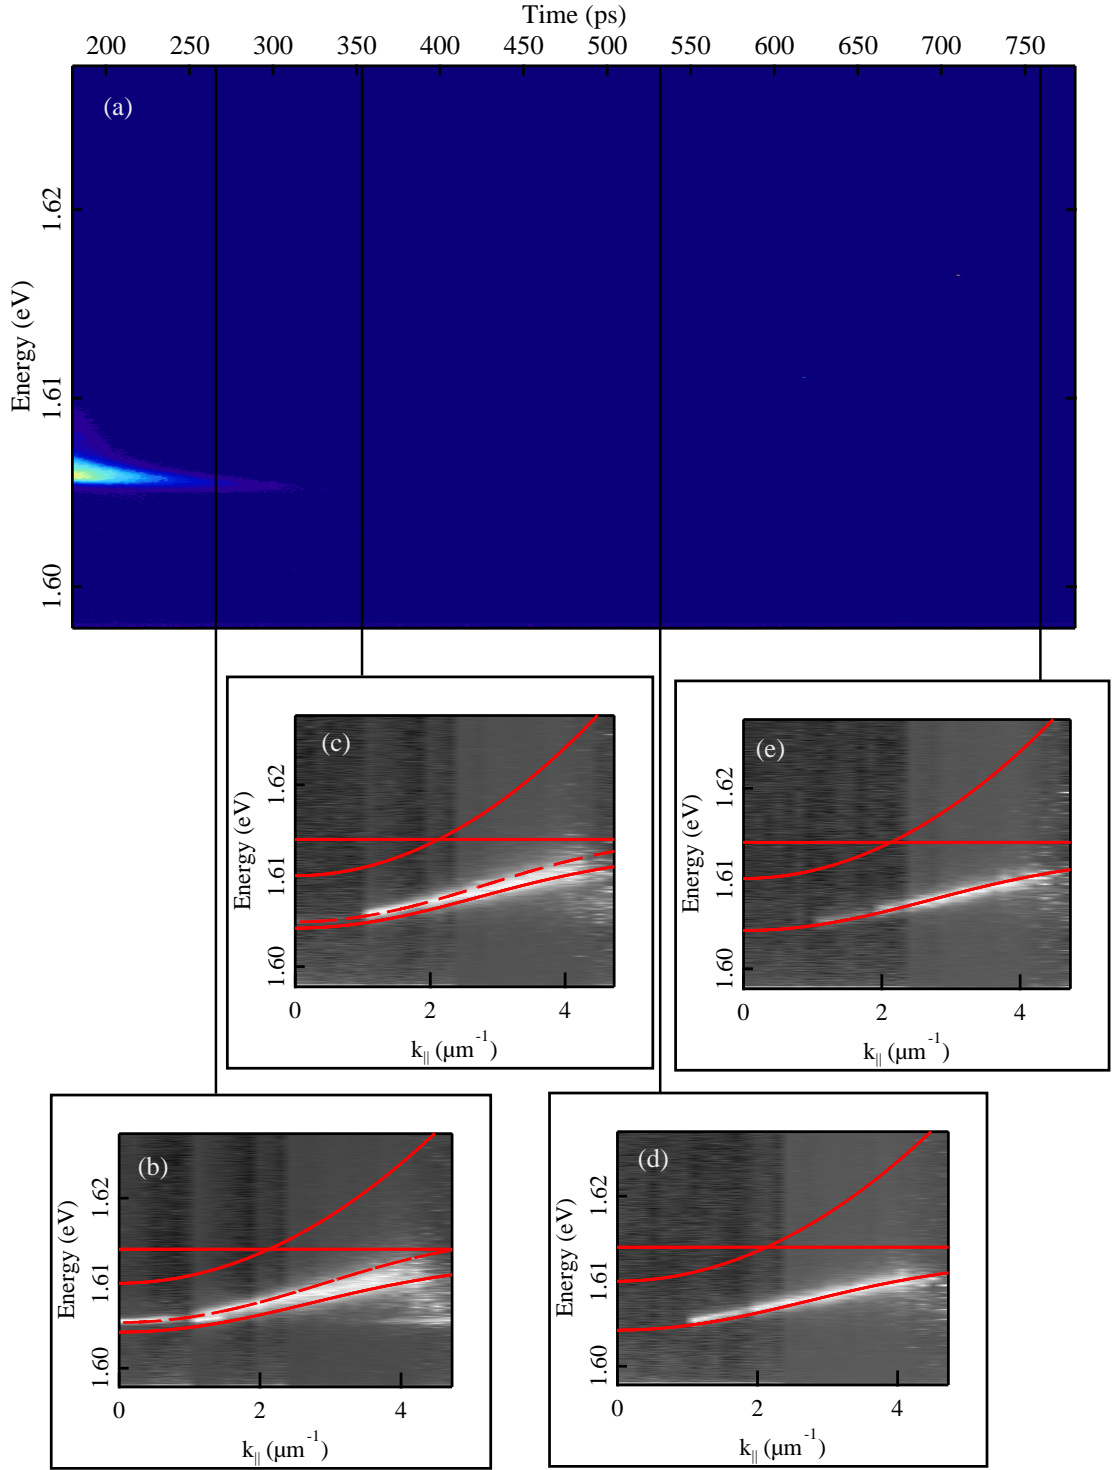 Time (ps)
200 250 300 350 400 450 500 550 600 650 700 750
(a)
Energy (eV)
1.62
1.61
1.60
(c)
Energy (eV)
1.62
1.61
1.60
0 2 4
k|| (µm-1)
(e)
Energy (eV)
1.62
1.61
1.60
0 2 4
k|| (µm-1)
(b)
Energy (eV)
1.62
1.61
1.60
0 2 4
k|| (µm-1)
(d)
Energy (eV)
1.62
1.61
1.60
0 2 4
k|| (µm-1)